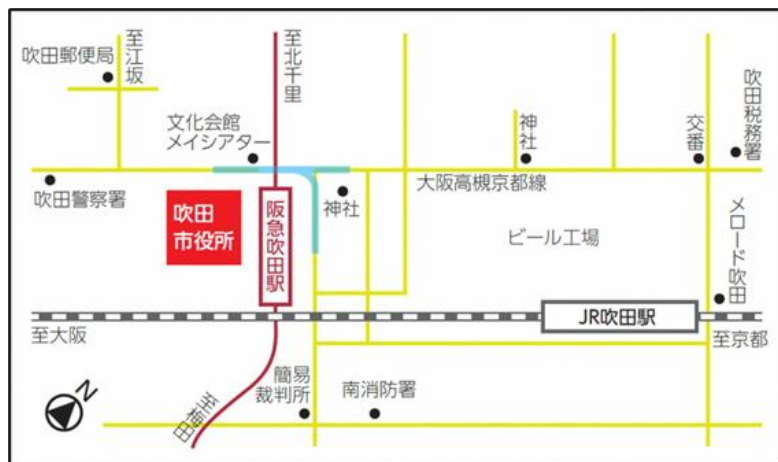 至江坂
吹田郵便局
至北千里
文化会館
メイシアター
神社
交番
吹田税務署
吹田警察署
吹田
市役所
阪急吹田駅
神社
大阪高槻京都線
ビール工場
メロード吹田
JR吹田駅
至大阪
至京都
N
至梅田
簡易
裁判所
南消防署